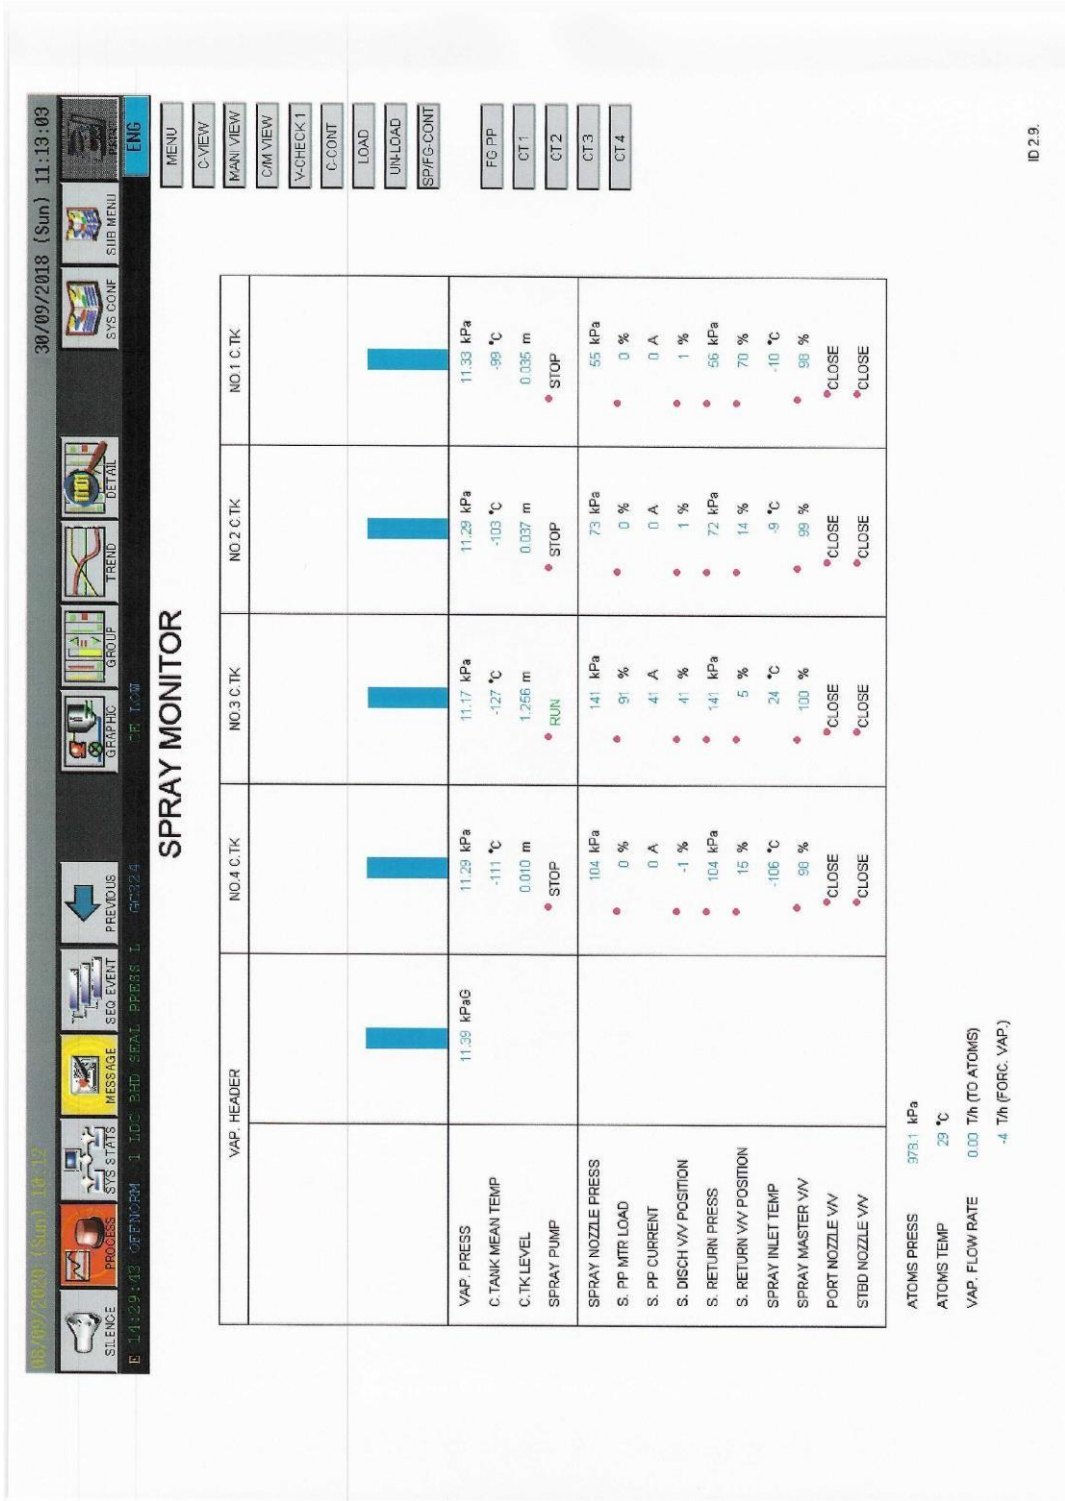 08/09/2020 (Sun) 10:12 30/09/2018 (Sun) 11:13:03
SILENCE PROCESS SYS STATS MESSAGE SEQ EVENT PREVIOUS GRAPHIC GROUP TREND DETAIL SYS CONF SUB MENU
E 14:29:43 OFFNORM 1 LDC BHD SEAL PRESS L GC324 DE LOW ENG
SPRAY MONITOR
MENU
C-VIEW
MANI VIEW
C/M VIEW
V-CHECK 1
C-CONT
LOAD
UN-LOAD
SP/FG-CONT
FG PP
CT 1
CT 2
CT 3
CT 4
VAP. HEADER NO.4 C.TK NO.3 C.TK NO.2 C.TK NO.1 C.TK
VAP. PRESS 11.39 kPaG 11.29 kPa 11.17 kPa 11.29 kPa 11.33 kPa
C.TANK MEAN TEMP -111 °C -127 °C -103 °C -99 °C
C.TK LEVEL 0.010 m 1.256 m 0.037 m 0.035 m
SPRAY PUMP STOP RUN STOP STOP
SPRAY NOZZLE PRESS 104 kPa 141 kPa 73 kPa 55 kPa
S. PP MTR LOAD 0 % 91 % 0 % 0 %
S. PP CURRENT 0 A 41 A 0 A 0 A
S. DISCH V/V POSITION -1 % 41 % 1 % 1 %
S. RETURN PRESS 104 kPa 141 kPa 72 kPa 56 kPa
S. RETURN V/V POSITION 15 % 5 % 14 % 70 %
SPRAY INLET TEMP -106 °C 24 °C -9 °C -10 °C
SPRAY MASTER V/V 98 % 100 % 99 % 98 %
PORT NOZZLE V/V CLOSE CLOSE CLOSE CLOSE
STBD NOZZLE V/V CLOSE CLOSE CLOSE CLOSE
ATOMS PRESS 978.1 kPa
ATOMS TEMP 29 °C
VAP. FLOW RATE 0.00 T/h (TO ATOMS)
-4 T/h (FORC. VAP.)
ID 2.9.